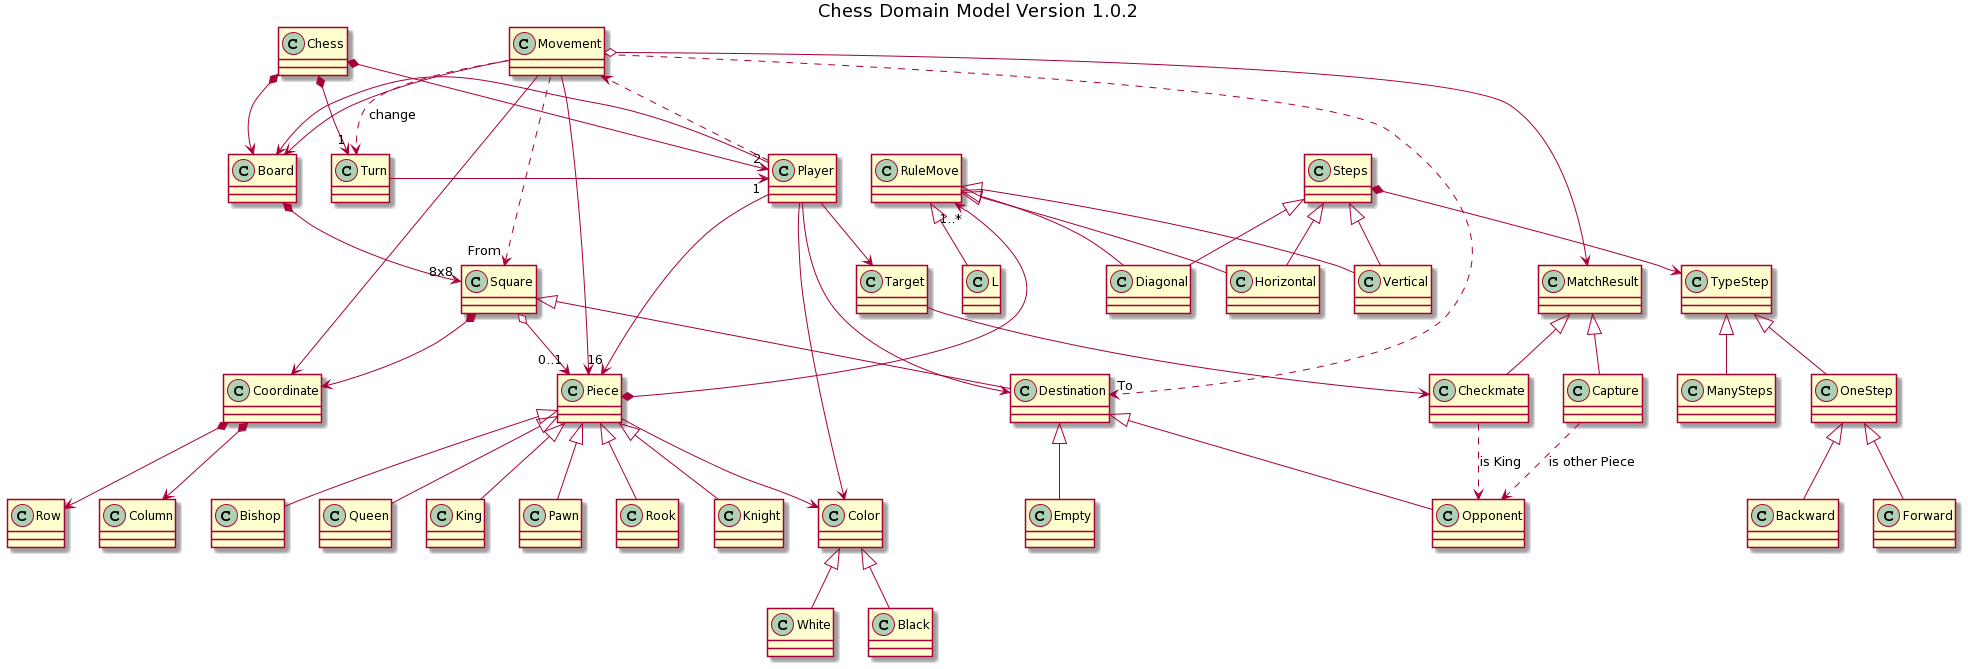 Chess Domain Model Version 1.0.2
C Chess
C Movement
change
1
2
C Board
C Turn
C Player
C RuleMove
C Steps
1
1..*
From
8x8
C Square
C Target
C L
C Diagonal
C Horizontal
C Vertical
C MatchResult
C TypeStep
0..1
16
C Coordinate
C Piece
C Destination
To
C Checkmate
C Capture
C ManySteps
C OneStep
is King
is other Piece
C Row
C Column
C Bishop
C Queen
C King
C Pawn
C Rook
C Knight
C Color
C Empty
C Opponent
C Backward
C Forward
C White
C Black